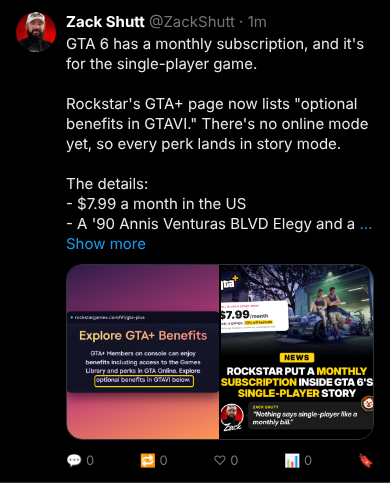 Zack Shutt @ZackShutt · 1m
GTA 6 has a monthly subscription, and it's
for the single-player game.
Rockstar's GTA+ page now lists "optional
benefits in GTAVI." There's no online mode
yet, so every perk lands in story mode.
The details:
- $7.99 a month in the US
- A '90 Annis Venturas BLVD Elegy and a ...
Show more
Explore GTA+ Benefits
GTA+ Members on console can enjoy
benefits including access to the Games
Library and perks in GTA Online. Explore
optional benefits in GTAVI below.
gta+
$7.99/month
NEWS
ROCKSTAR PUT A MONTHLY
SUBSCRIPTION INSIDE GTA 6'S
SINGLE-PLAYER STORY
ZACK SHUTT
"Nothing says single-player like a
monthly bill."
Zack
0 0 0 0